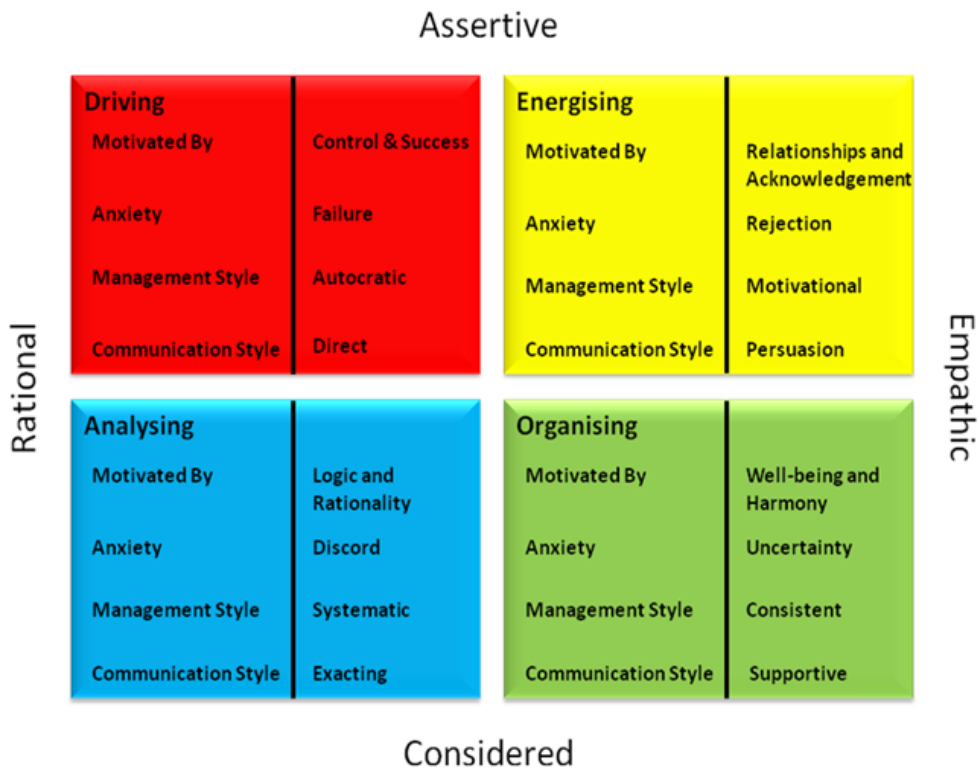 Assertive
Driving
Motivated By Control & Success
Anxiety Failure
Management Style Autocratic
Communication Style Direct
Energising
Motivated By Relationships and
Acknowledgement
Anxiety Rejection
Management Style Motivational
Communication Style Persuasion
Rational
Empathic
Analysing
Motivated By Logic and
Rationality
Anxiety Discord
Management Style Systematic
Communication Style Exacting
Organising
Motivated By Well-being and
Harmony
Anxiety Uncertainty
Management Style Consistent
Communication Style Supportive
Considered